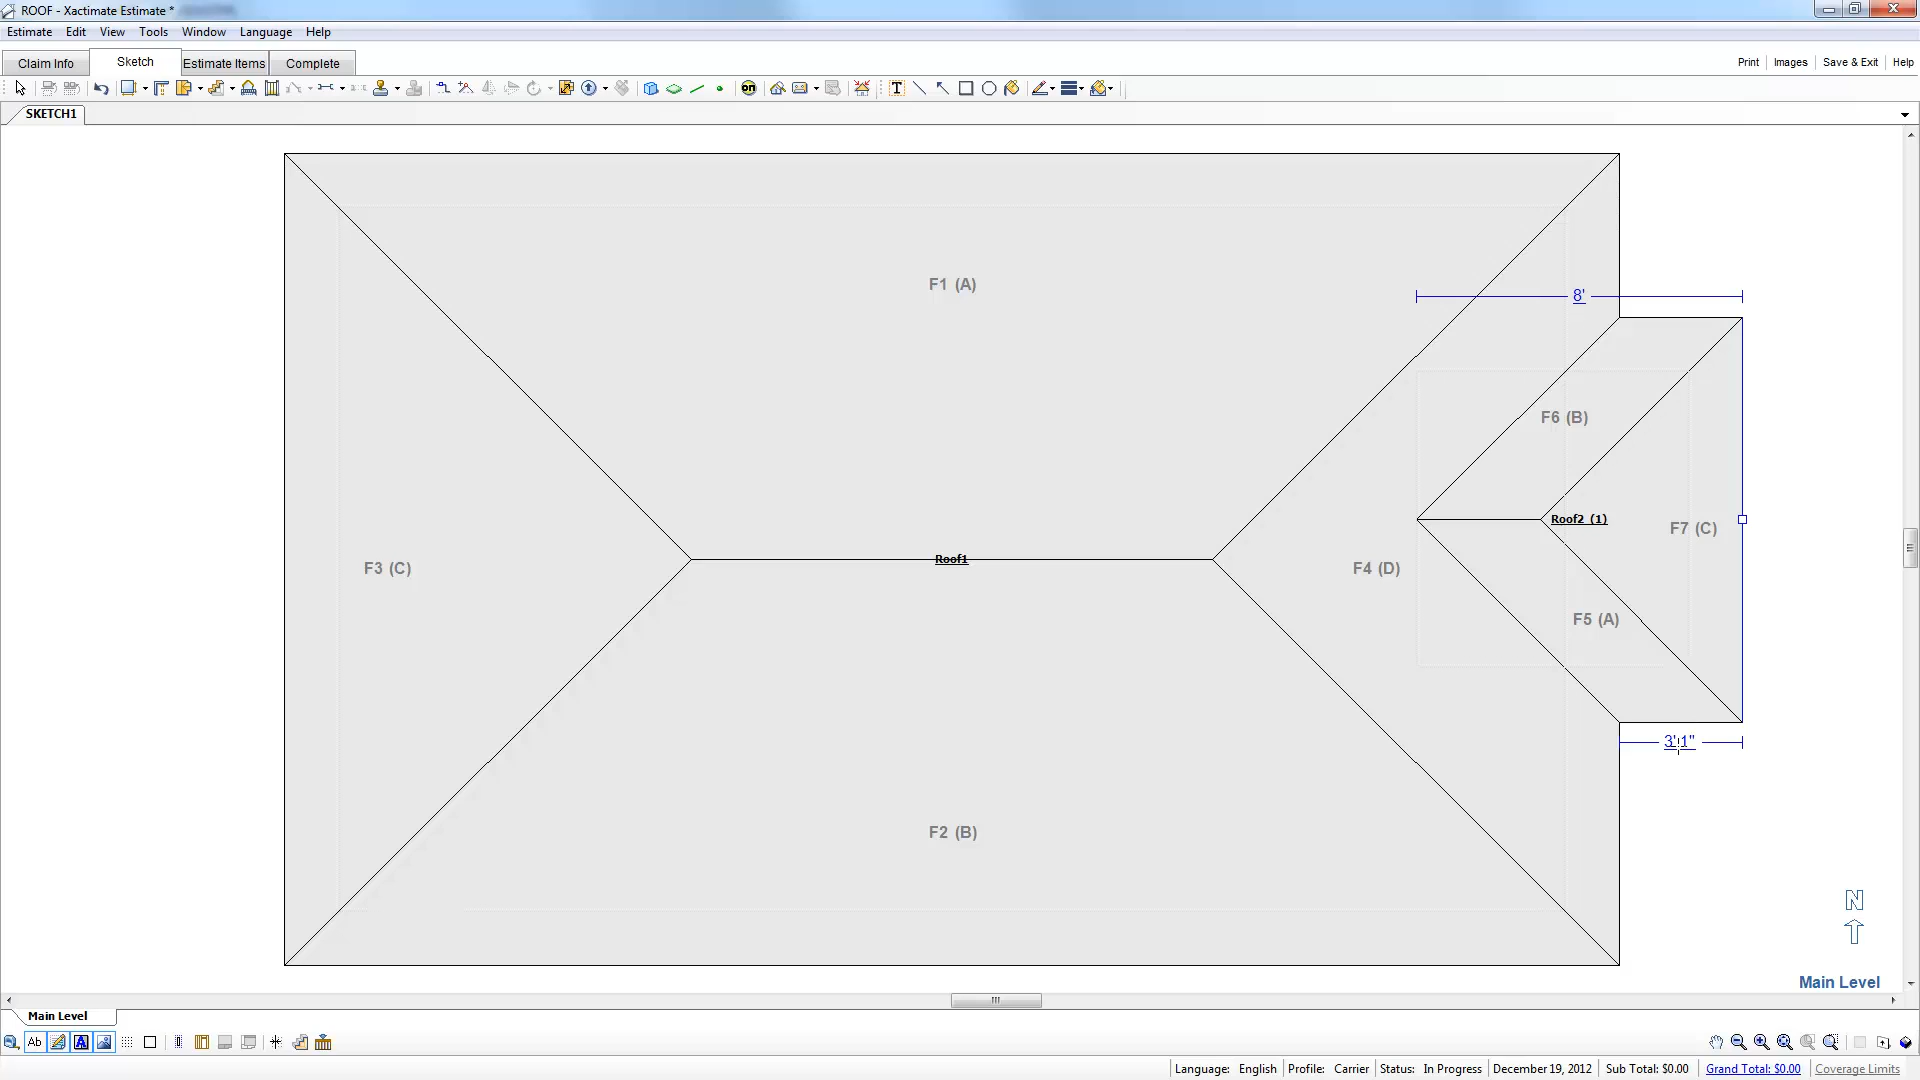 ROOF - Xactimate Estimate *
Estimate Edit View Tools Window Language Help
Claim Info Sketch Estimate Items Complete
Print Images Save & Exit Help
on T
SKETCH1
F1 (A)
8'
F6 (B)
Roof2 (1)
F7 (C)
Roof1
F3 (C)
F4 (D)
F5 (A)
3' 1"
F2 (B)
N
Main Level
Main Level
Ab A
Language: English Profile: Carrier Status: In Progress December 19, 2012 Sub Total: $0.00 Grand Total: $0.00 Coverage Limits